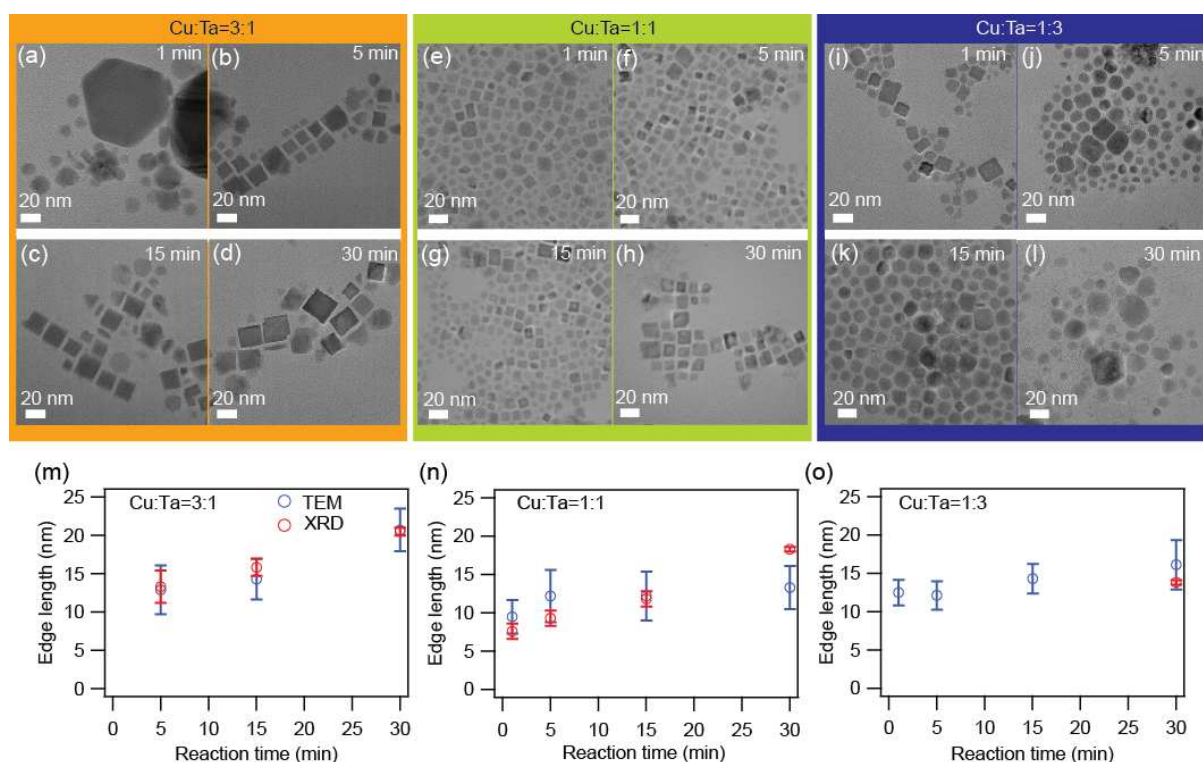 Cu:Ta=3:1
Cu:Ta=1:1
Cu:Ta=1:3
(a)
1 min
20 nm
(b)
5 min
20 nm
(e)
1 min
20 nm
(f)
5 min
20 nm
(i)
1 min
20 nm
(j)
5 min
20 nm
(c)
15 min
20 nm
(d)
30 min
20 nm
(g)
15 min
20 nm
(h)
30 min
20 nm
(k)
15 min
20 nm
(l)
30 min
20 nm
(m)
Cu:Ta=3:1
TEM
XRD
25
20
15
10
5
0
Edge length (nm)
0 5 10 15 20 25 30
Reaction time (min)
(n)
Cu:Ta=1:1
25
20
15
10
5
0
Edge length (nm)
0 5 10 15 20 25 30
Reaction time (min)
(o)
Cu:Ta=1:3
25
20
15
10
5
0
Edge length (nm)
0 5 10 15 20 25 30
Reaction time (min)